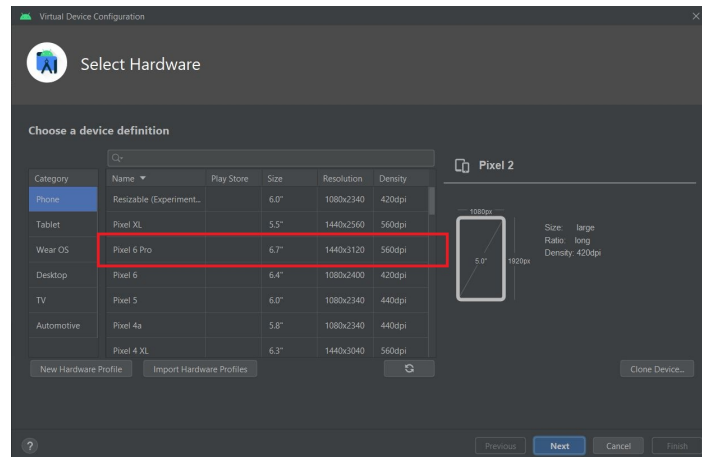 Virtual Device Configuration
Select Hardware
Choose a device definition
Category
Phone
Tablet
Wear OS
Desktop
TV
Automotive
Name Play Store Size Resolution Density
Resizable (Experiment... 6.0" 1080x2340 420dpi
Pixel XL 5.5" 1440x2560 560dpi
Pixel 6 Pro 6.7" 1440x3120 560dpi
Pixel 6 6.4" 1080x2400 420dpi
Pixel 5 6.0" 1080x2340 440dpi
Pixel 4a 5.8" 1080x2340 440dpi
Pixel 4 XL 6.3" 1440x3040 560dpi
New Hardware Profile Import Hardware Profiles
Pixel 2
1080px
5.0" 1920px
Size: large
Ratio: long
Density: 420dpi
Clone Device...
? Previous Next Cancel Finish